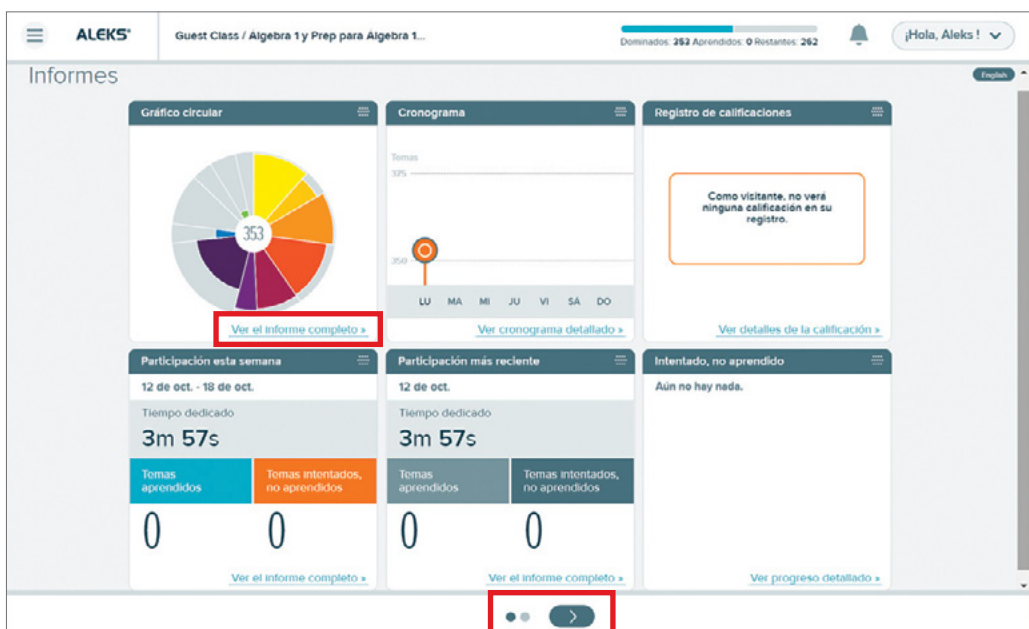 ALEKS®
Guest Class / Álgebra 1 y Prep para Álgebra 1...
Dominados: 353 Aprendidos: 0 Restantes: 262
¡Hola, Aleks !
Informes
English
Gráfico circular
353
Ver el informe completo »
Cronograma
Temas
375
350
LU MA MI JU VI SÁ DO
Ver cronograma detallado »
Registro de calificaciones
Como visitante, no verá
ninguna calificación en su
registro.
Ver detalles de la calificación »
Participación esta semana
12 de oct. - 18 de oct.
Tiempo dedicado
3m 57s
Temas
aprendidos
Temas intentados,
no aprendidos
0 0
Ver el informe completo »
Participación más reciente
12 de oct.
Tiempo dedicado
3m 57s
Temas
aprendidos
Temas intentados,
no aprendidos
0 0
Ver el informe completo »
Intentado, no aprendido
Aún no hay nada.
Ver progreso detallado »